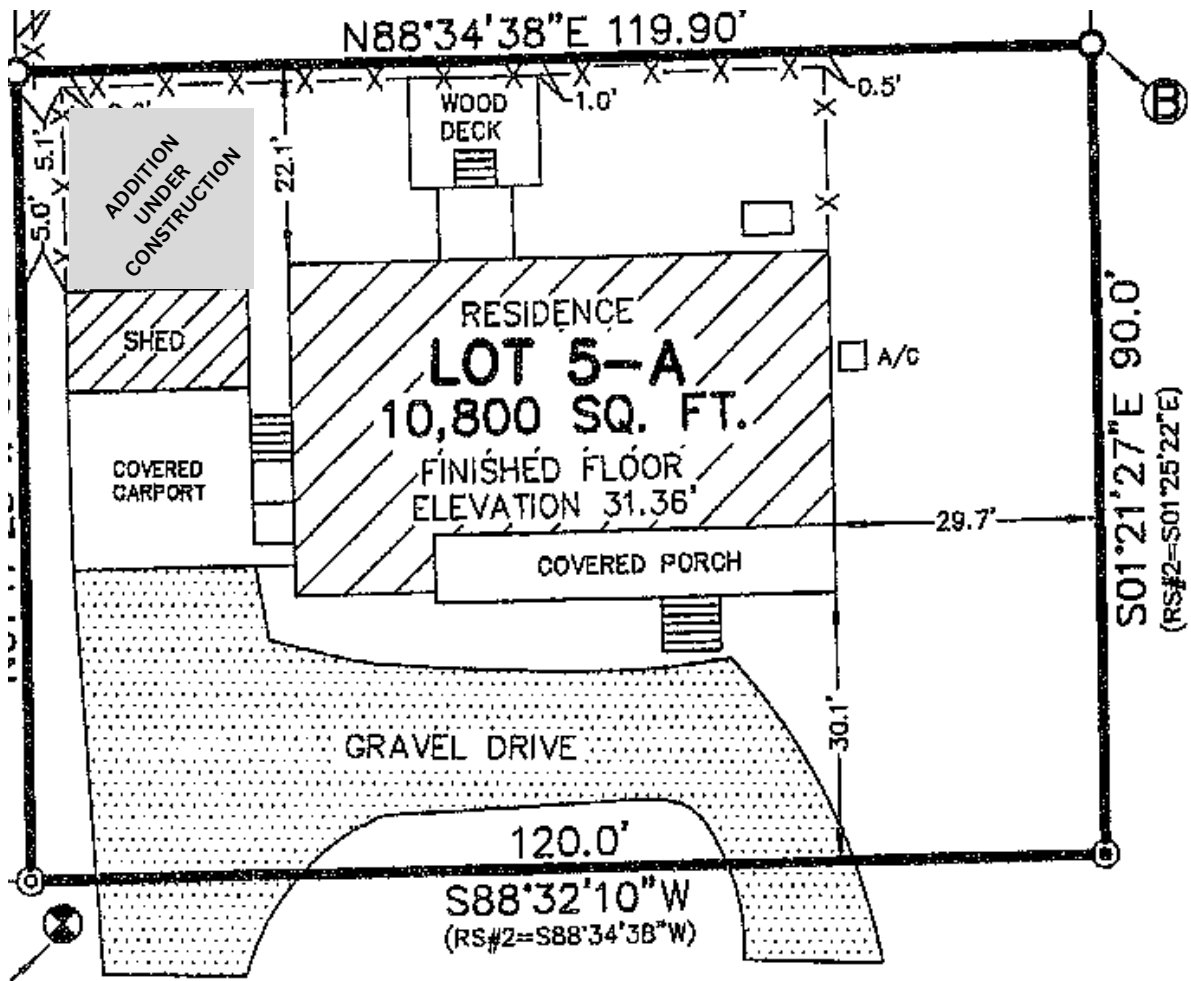 N88°34'38"E 119.90'
0.5'
1.0'
WOOD
DECK
ADDITION
UNDER
CONSTRUCTION
5.1'
5.0'
22.1'
RESIDENCE
LOT 5-A
10,800 SQ. FT.
FINISHED FLOOR
ELEVATION 31.36'
SHED
A/C
COVERED
CARPORT
COVERED PORCH
29.7'
S01°21'27"E 90.0'
(RS#2=S01°25'22"E)
30.1'
GRAVEL DRIVE
120.0'
S88°32'10"W
(RS#2=S88°34'38"W)